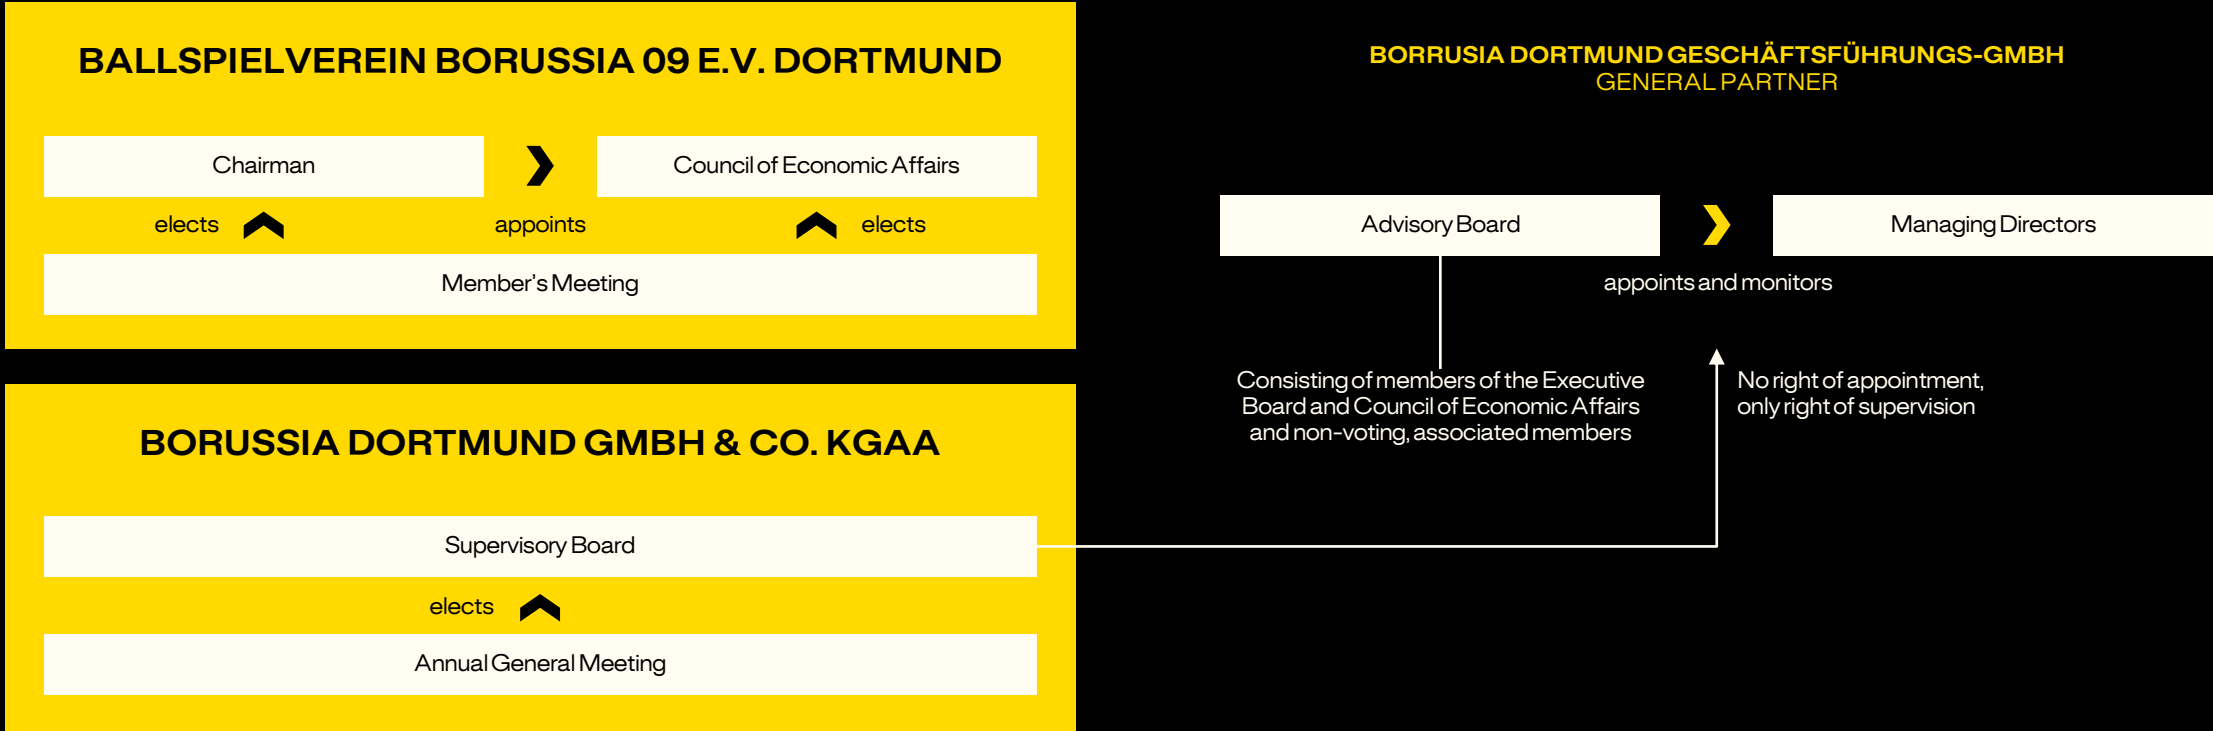 BALLSPIELVEREIN BORUSSIA 09 E.V. DORTMUND
Chairman
Council of Economic Affairs
elects
appoints
elects
Member's Meeting
BORUSSIA DORTMUND GMBH & CO. KGAA
Supervisory Board
elects
Annual General Meeting
BORRUSIA DORTMUND GESCHÄFTSFÜHRUNGS-GMBH
GENERAL PARTNER
Advisory Board
Managing Directors
appoints and monitors
Consisting of members of the Executive
Board and Council of Economic Affairs
and non-voting, associated members
No right of appointment,
only right of supervision